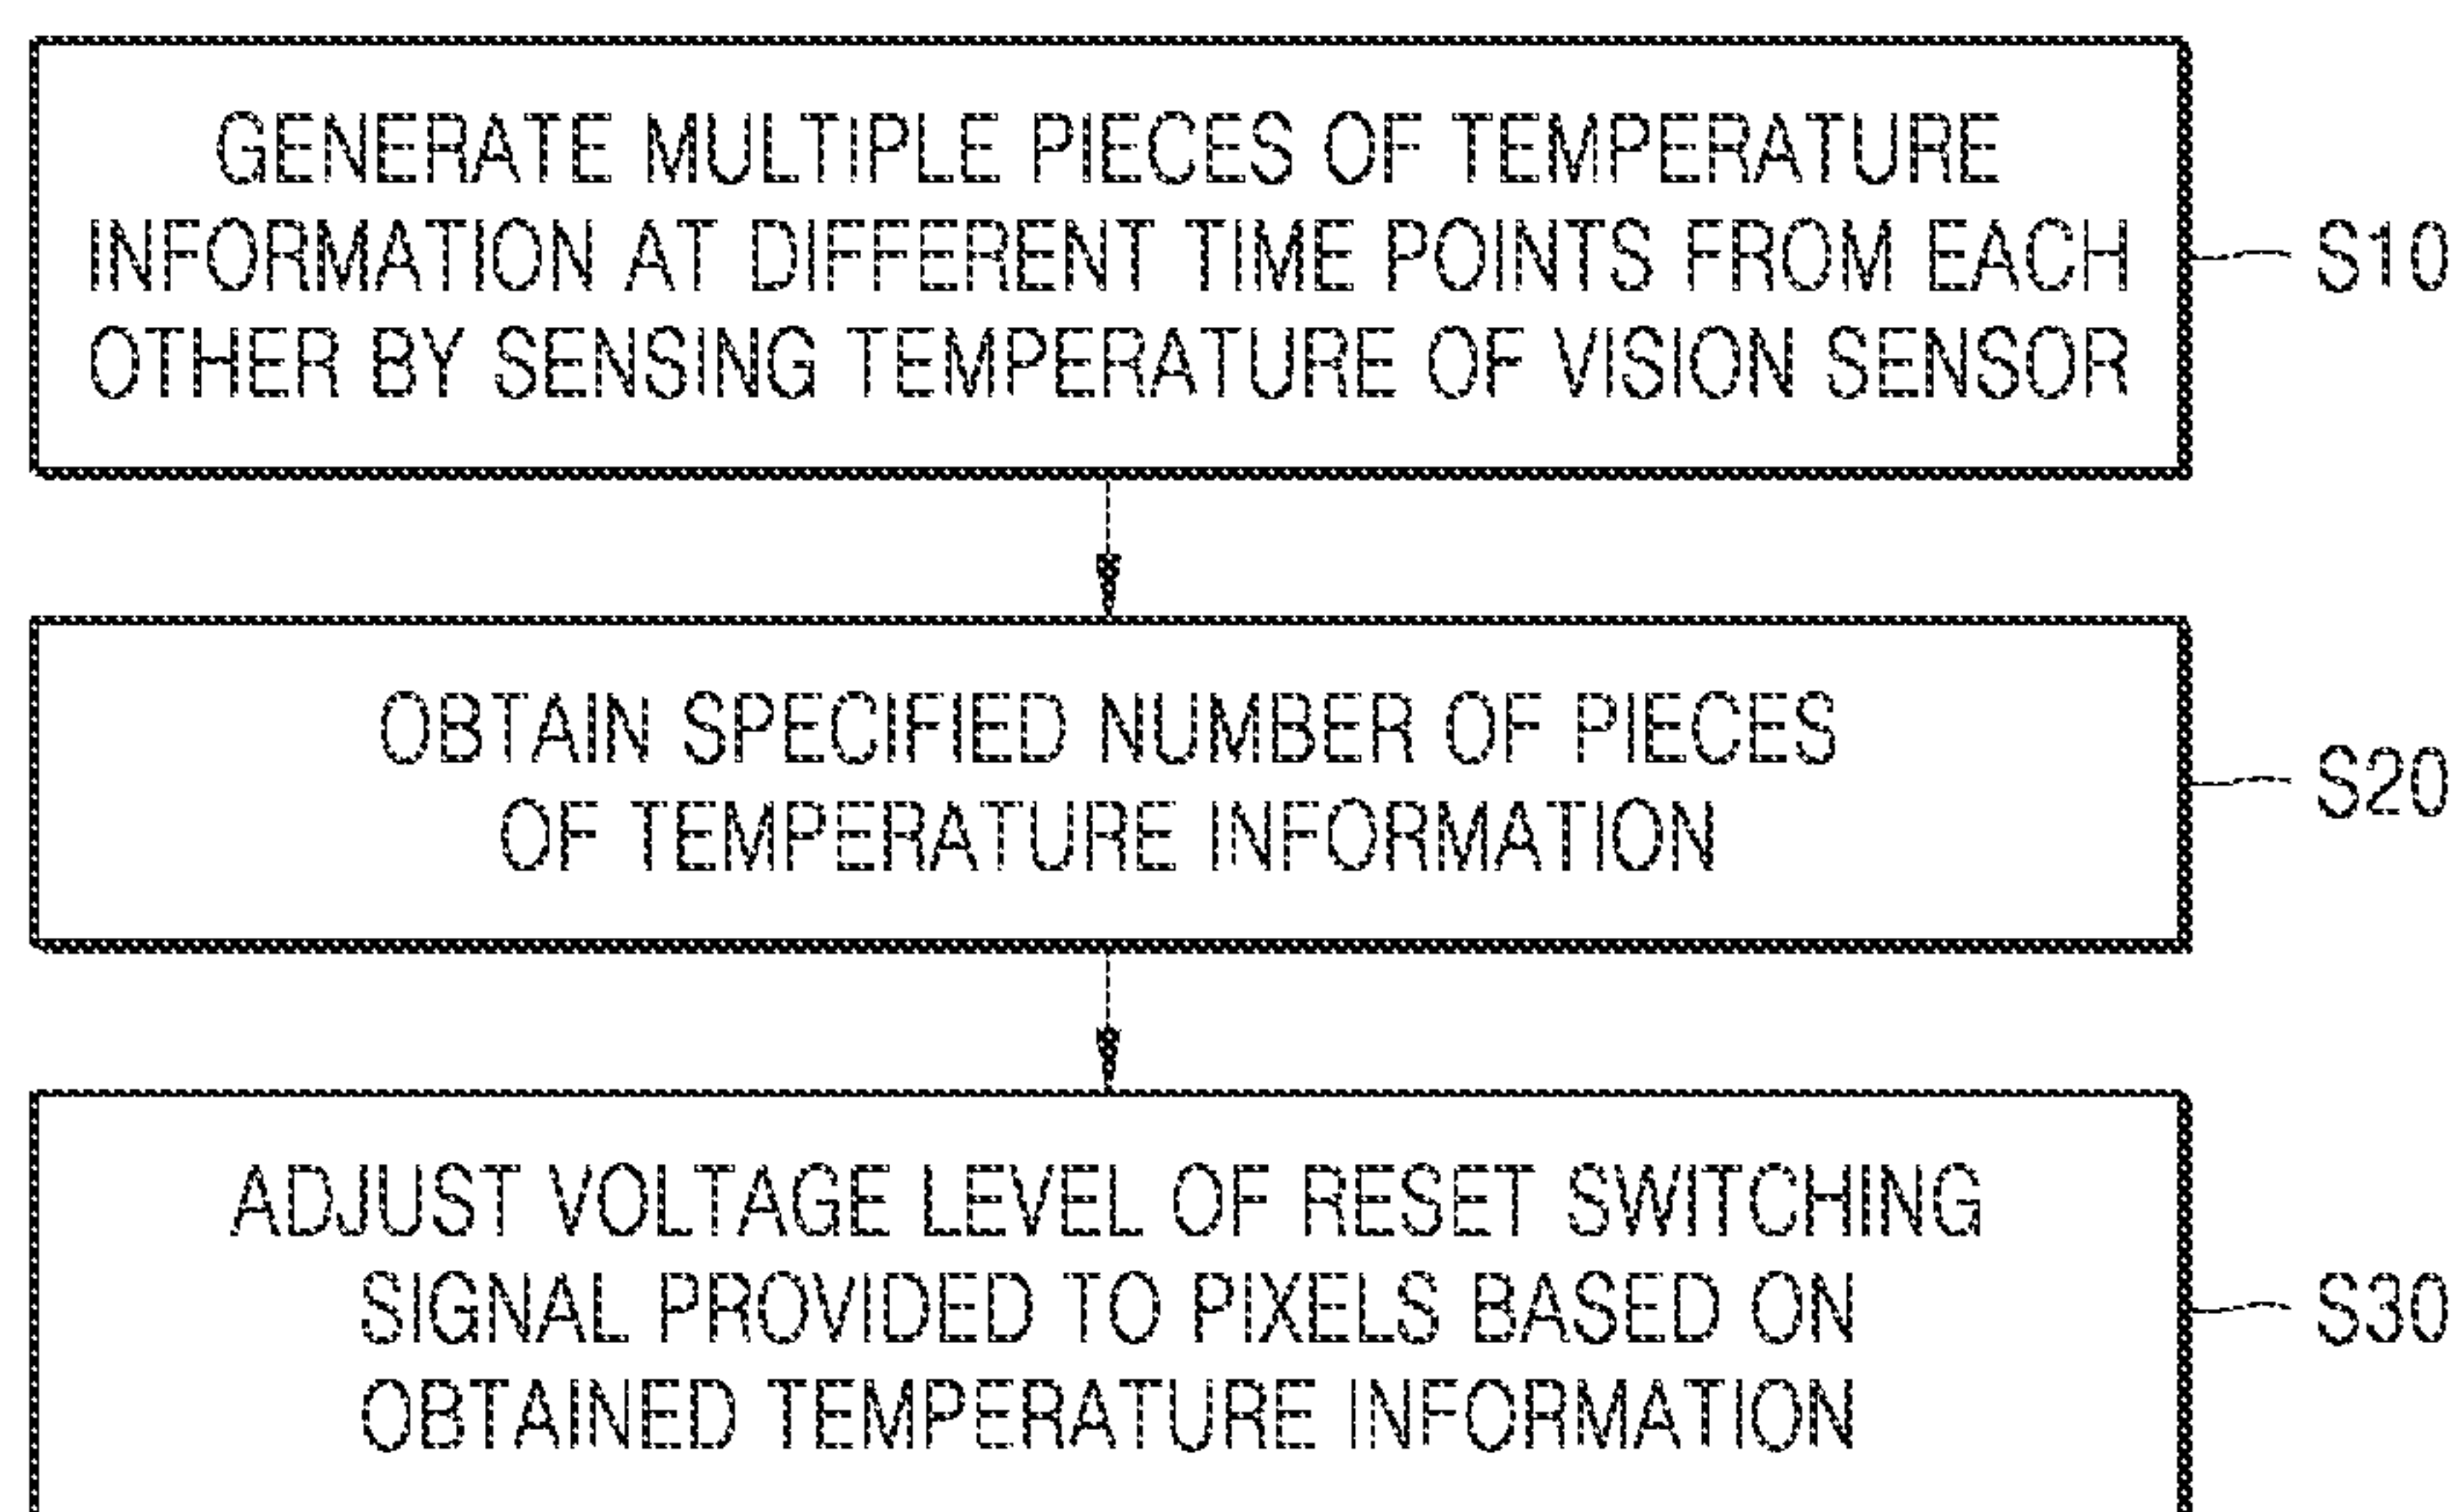 GENERATE MULTIPLE PIECES OF TEMPERATURE
INFORMATION AT DIFFERENT TIME POINTS FROM EACH
OTHER BY SENSING TEMPERATURE OF VISION SENSOR
S10
OBTAIN SPECIFIED NUMBER OF PIECES
OF TEMPERATURE INFORMATION
S20
ADJUST VOLTAGE LEVEL OF RESET SWITCHING
SIGNAL PROVIDED TO PIXELS BASED ON
OBTAINED TEMPERATURE INFORMATION
S30